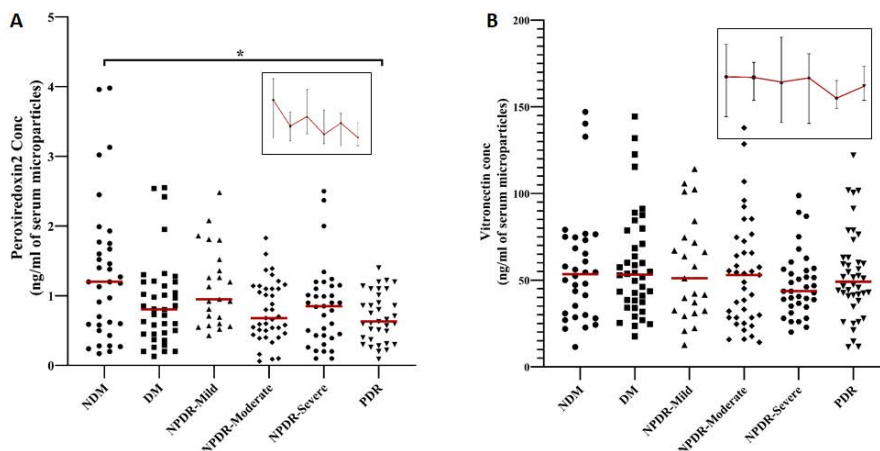 A
Peroxiredoxin2 Conc
(ng/ml of serum microparticles)
5
4
3
2
1
0
*
NDM
DM
NPDR-Mild
NPDR-Moderate
NPDR-Severe
PDR
B
Vitronectin conc
(ng/ml of serum microparticles)
200
150
100
50
0
NDM
DM
NPDR-Mild
NPDR-Moderate
NPDR-Severe
PDR